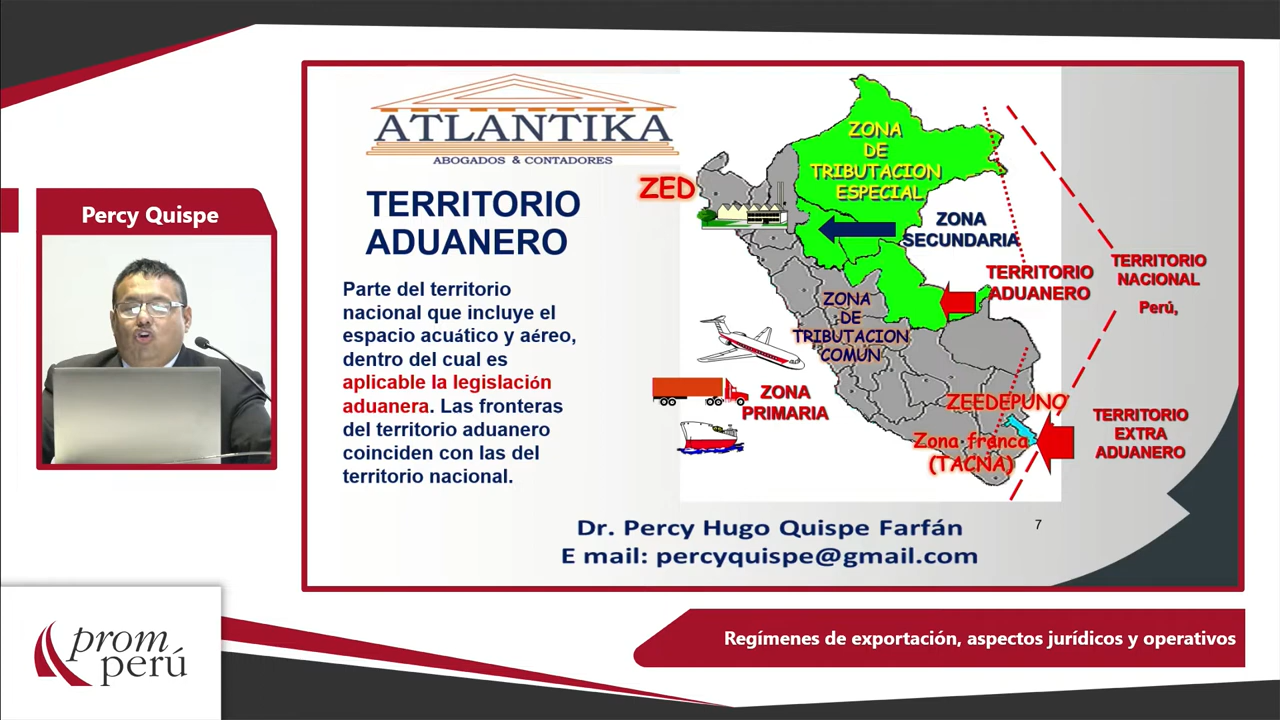 Percy Quispe
ATLANTIKA
ABOGADOS & CONTADORES
TERRITORIO
ADUANERO
Parte del territorio
nacional que incluye el
espacio acuático y aéreo,
dentro del cual es
aplicable la legislación
aduanera. Las fronteras
del territorio aduanero
coinciden con las del
territorio nacional.
ZED
ZONA
DE
TRIBUTACION
ESPECIAL
ZONA
SECUNDARIA
TERRITORIO
ADUANERO
TERRITORIO
NACIONAL
Perú,
ZONA
DE
TRIBUTACION
COMÚN
ZONA
PRIMARIA
ZEEDEPUNO
Zona franca
(TACNA)
TERRITORIO
EXTRA
ADUANERO
Dr. Percy Hugo Quispe Farfán
E mail: percyquispe@gmail.com
7
prom
perú
Regímenes de exportación, aspectos jurídicos y operativos